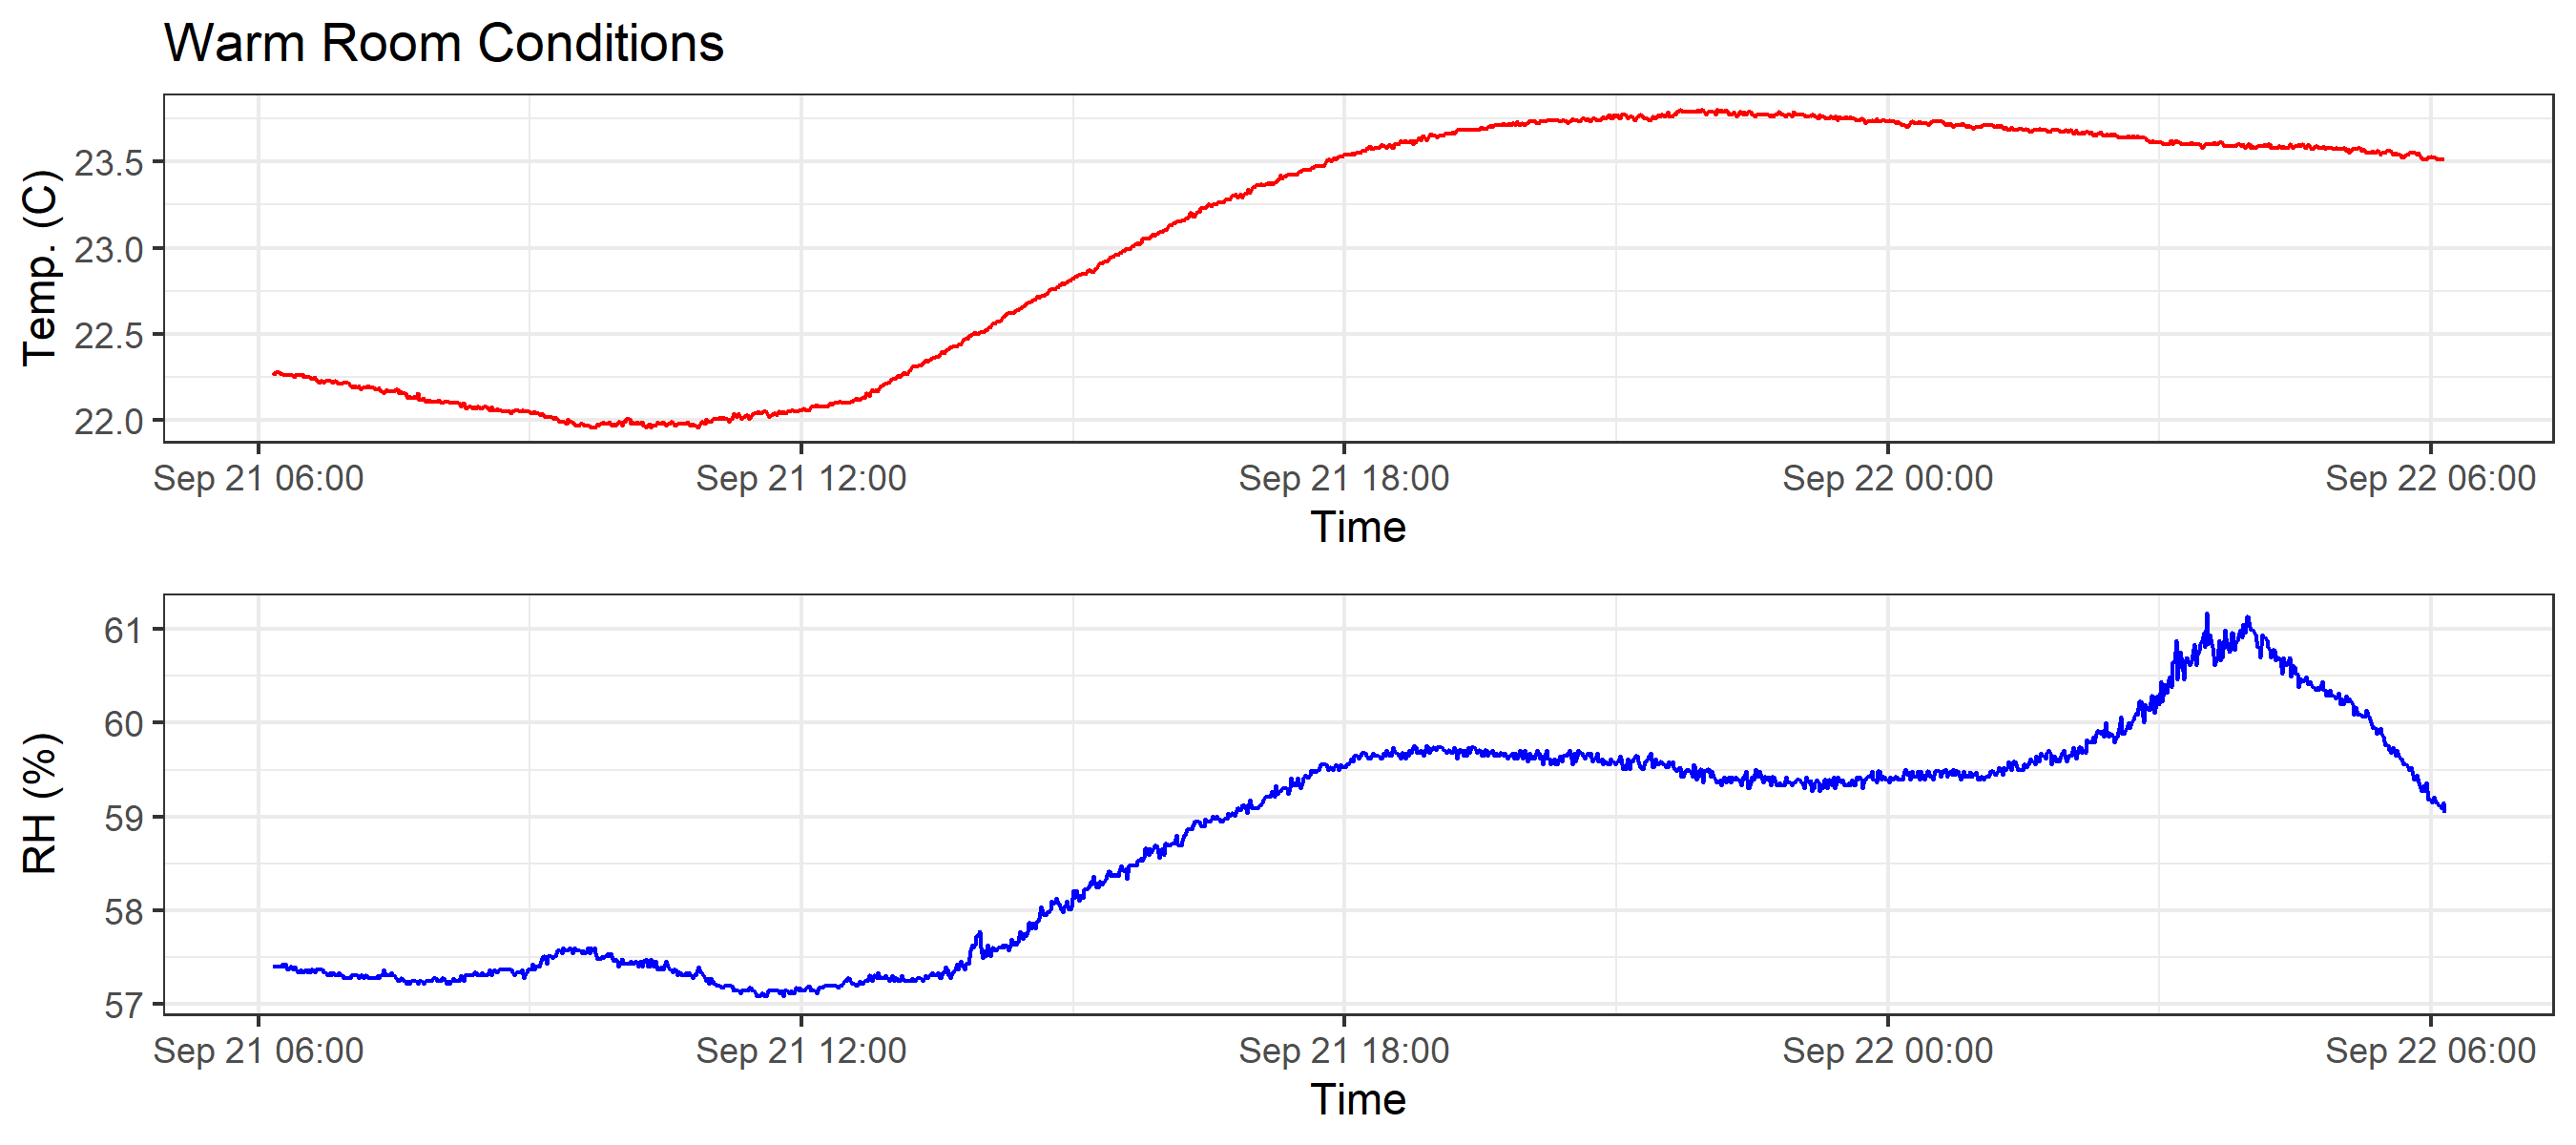 Warm Room Conditions
Temp. (C)
23.5
23.0
22.5
22.0
Sep 21 06:00 Sep 21 12:00 Sep 21 18:00 Sep 22 00:00 Sep 22 06:00
Time
RH (%)
61
60
59
58
57
Sep 21 06:00 Sep 21 12:00 Sep 21 18:00 Sep 22 00:00 Sep 22 06:00
Time